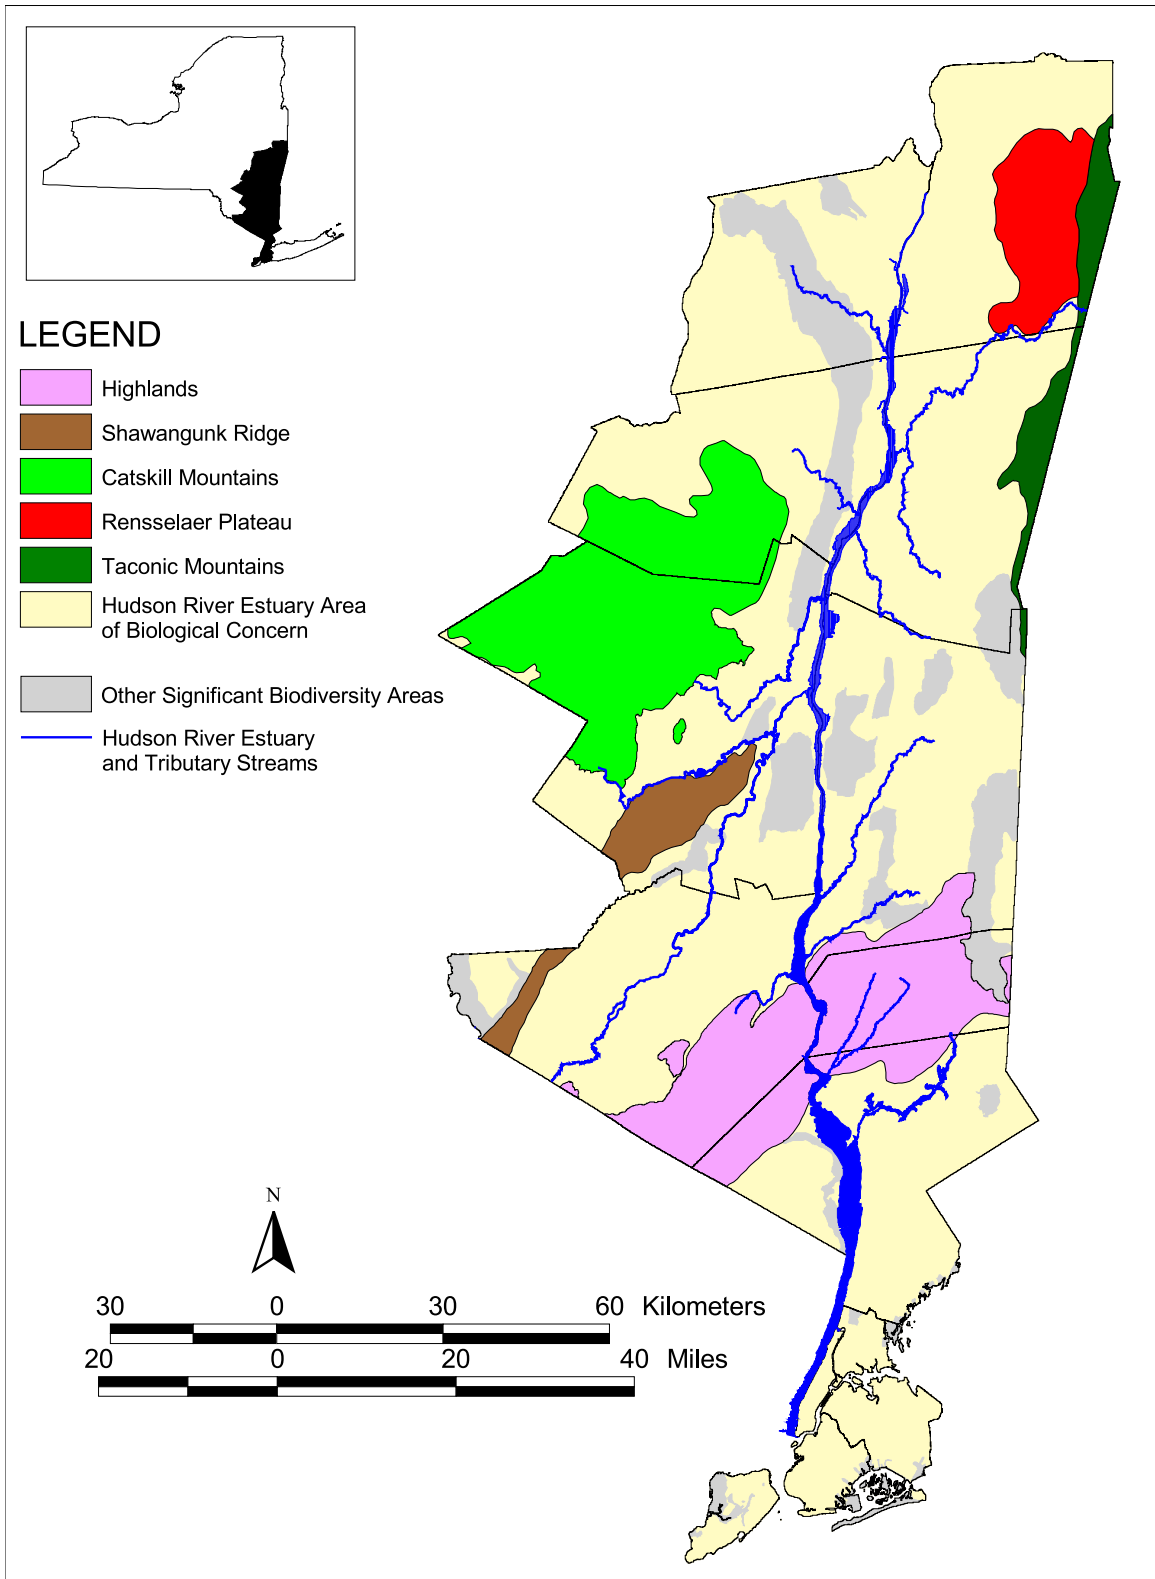 LEGEND
Highlands
Shawangunk Ridge
Catskill Mountains
Rensselaer Plateau
Taconic Mountains
Hudson River Estuary Area
of Biological Concern
Other Significant Biodiversity Areas
Hudson River Estuary
and Tributary Streams
N
30 0 30 60 Kilometers
20 0 20 40 Miles